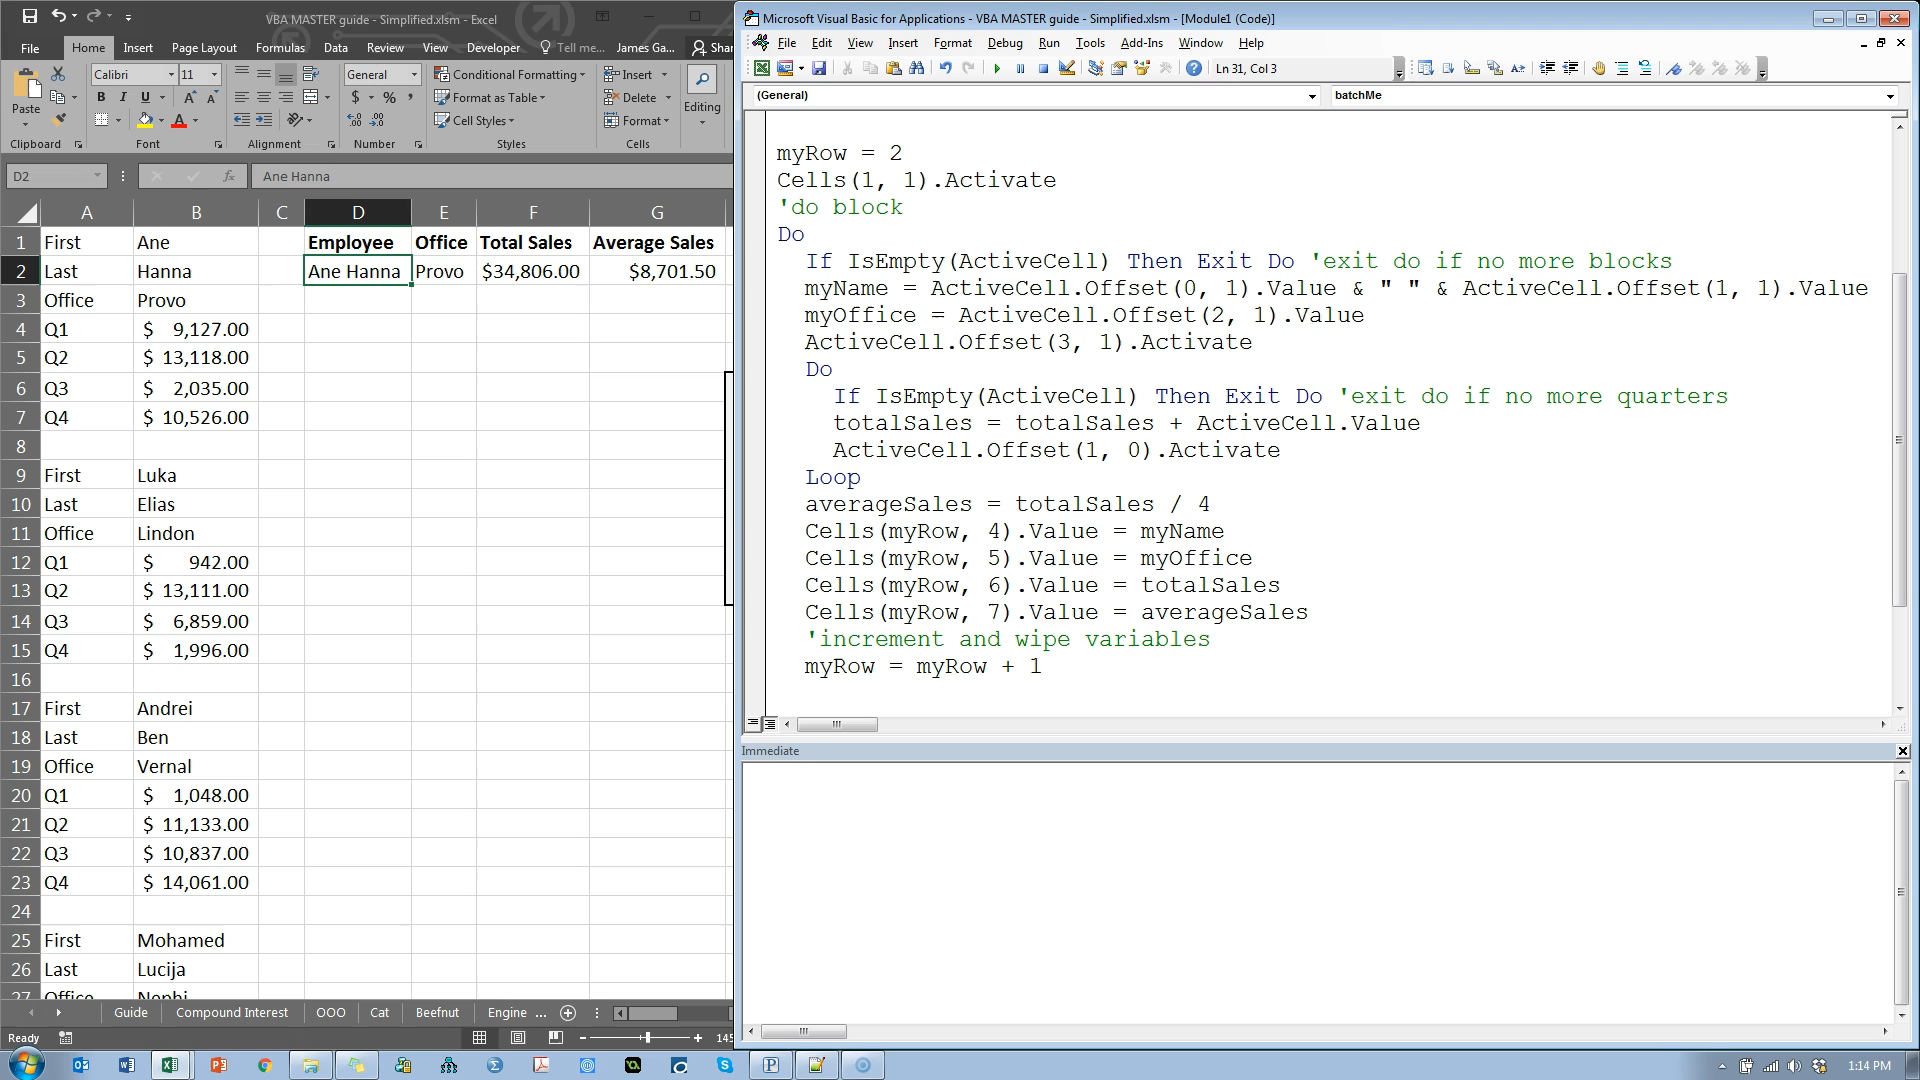 VBA MASTER guide - Simplified.xlsm - Excel
File Home Insert Page Layout Formulas Data Review View Developer Tell me... James Ga... Shar
Paste
Calibri 11
B I U A A
A
General
$ % ,
Conditional Formatting
Format as Table
Cell Styles
Insert
Delete
Format
Editing
Clipboard Font Alignment Number Styles Cells
D2 fx Ane Hanna
A B C D E F G
1 First Ane Employee Office Total Sales Average Sales
2 Last Hanna Ane Hanna Provo $34,806.00 $8,701.50
3 Office Provo
4 Q1 $ 9,127.00
5 Q2 $ 13,118.00
6 Q3 $ 2,035.00
7 Q4 $ 10,526.00
8
9 First Luka
10 Last Elias
11 Office Lindon
12 Q1 $ 942.00
13 Q2 $ 13,111.00
14 Q3 $ 6,859.00
15 Q4 $ 1,996.00
16
17 First Andrei
18 Last Ben
19 Office Vernal
20 Q1 $ 1,048.00
21 Q2 $ 11,133.00
22 Q3 $ 10,837.00
23 Q4 $ 14,061.00
24
25 First Mohamed
26 Last Lucija
27 Office Nephi
Guide Compound Interest OOO Cat Beefnut Engine ...
Ready 145
Microsoft Visual Basic for Applications - VBA MASTER guide - Simplified.xlsm - [Module1 (Code)]
File Edit View Insert Format Debug Run Tools Add-Ins Window Help
Ln 31, Col 3
(General) batchMe
myRow = 2
Cells(1, 1).Activate
'do block
Do
If IsEmpty(ActiveCell) Then Exit Do 'exit do if no more blocks
myName = ActiveCell.Offset(0, 1).Value & " " & ActiveCell.Offset(1, 1).Value
myOffice = ActiveCell.Offset(2, 1).Value
ActiveCell.Offset(3, 1).Activate
Do
If IsEmpty(ActiveCell) Then Exit Do 'exit do if no more quarters
totalSales = totalSales + ActiveCell.Value
ActiveCell.Offset(1, 0).Activate
Loop
averageSales = totalSales / 4
Cells(myRow, 4).Value = myName
Cells(myRow, 5).Value = myOffice
Cells(myRow, 6).Value = totalSales
Cells(myRow, 7).Value = averageSales
'increment and wipe variables
myRow = myRow + 1
Immediate
1:14 PM